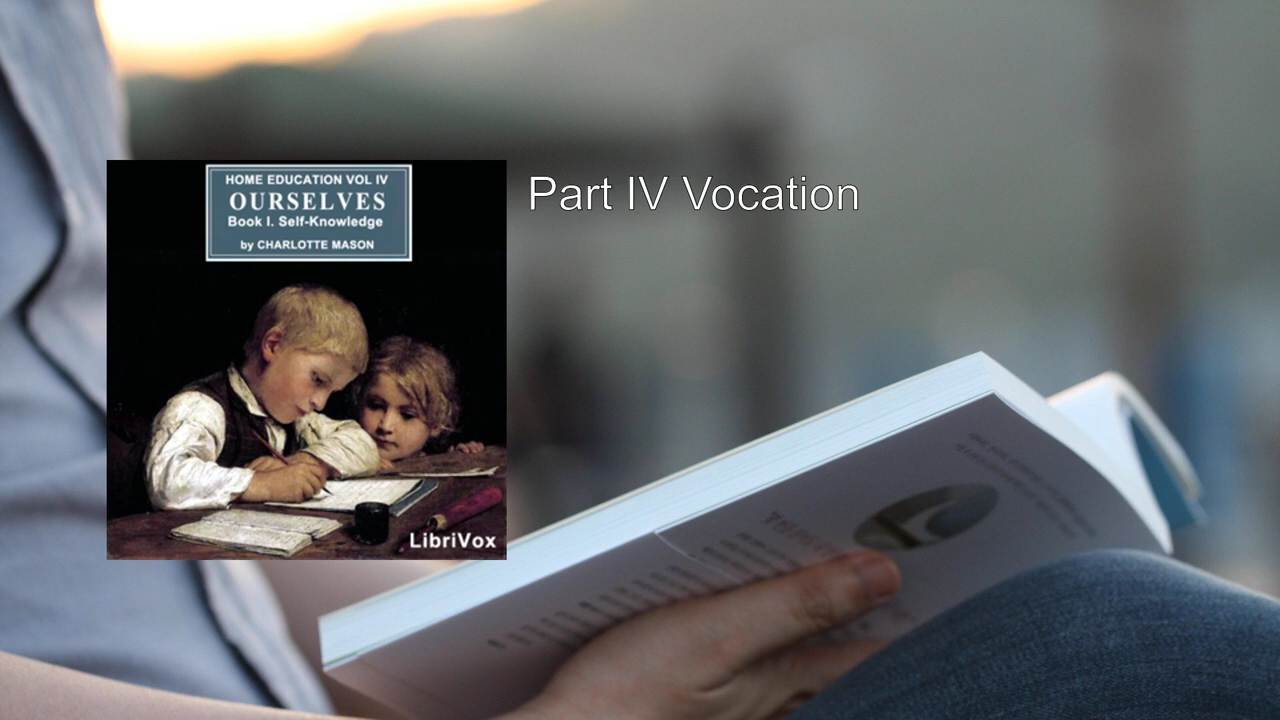 HOME EDUCATION VOL IV
OURSELVES
Book I. Self-Knowledge
by CHARLOTTE MASON
LibriVox
Part IV Vocation